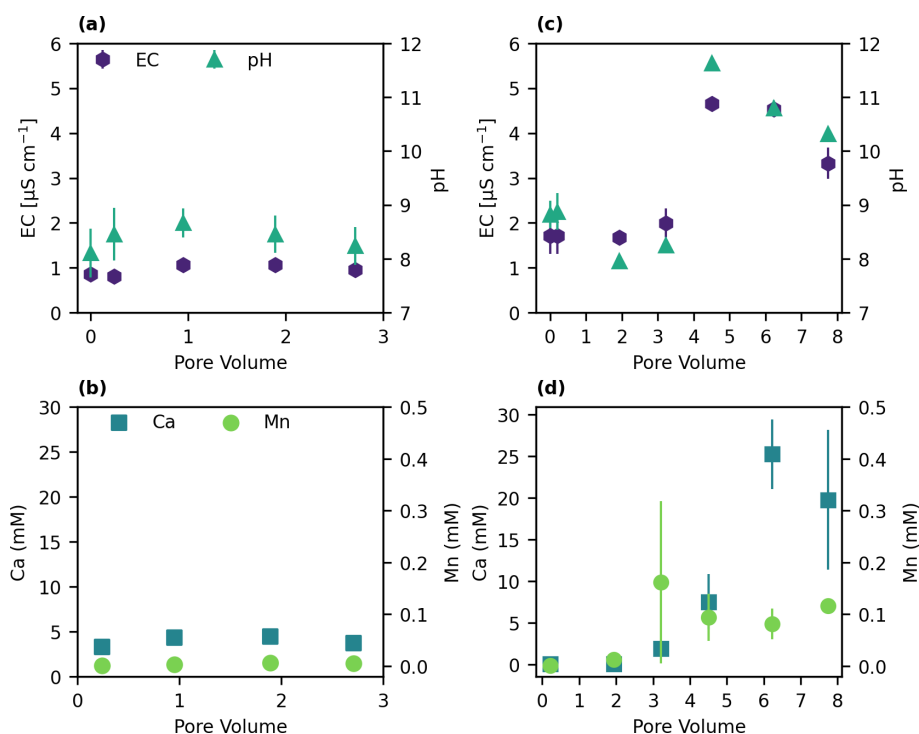 (a)
6
5
4
3
2
1
0
EC [µS cm⁻¹]
EC
pH
12
11
10
9
8
7
pH
0 1 2 3
Pore Volume
(c)
6
5
4
3
2
1
0
EC [µS cm⁻¹]
12
11
10
9
8
7
pH
0 1 2 3 4 5 6 7 8
Pore Volume
(b)
30
25
20
15
10
5
0
Ca (mM)
Ca
Mn
0.5
0.4
0.3
0.2
0.1
0.0
Mn (mM)
0 1 2 3
Pore Volume
(d)
30
25
20
15
10
5
0
Ca (mM)
0.5
0.4
0.3
0.2
0.1
0.0
Mn (mM)
0 1 2 3 4 5 6 7 8
Pore Volume